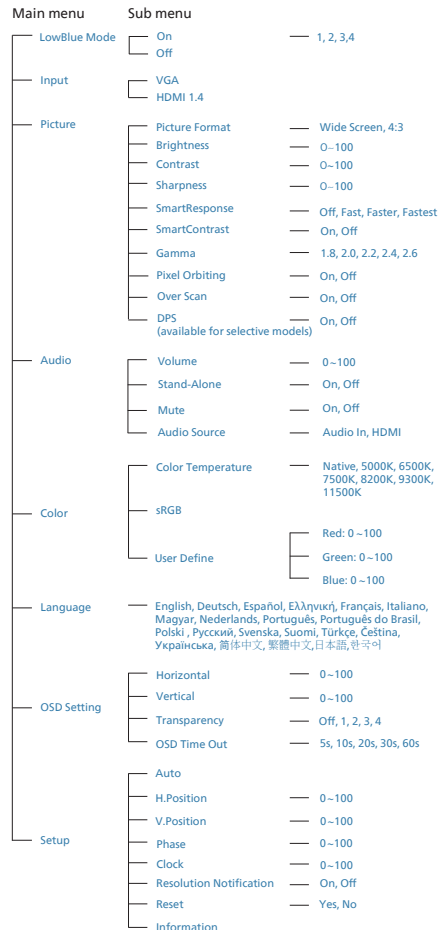 Main menu Sub menu
LowBlue Mode On 1, 2, 3,4
Off
Input VGA
HDMI 1.4
Picture Picture Format Wide Screen, 4:3
Brightness 0~100
Contrast 0~100
Sharpness 0~100
SmartResponse Off, Fast, Faster, Fastest
SmartContrast On, Off
Gamma 1.8, 2.0, 2.2, 2.4, 2.6
Pixel Orbiting On, Off
Over Scan On, Off
DPS On, Off
(available for selective models)
Audio Volume 0~100
Stand-Alone On, Off
Mute On, Off
Audio Source Audio In, HDMI
Color Temperature Native, 5000K, 6500K,
7500K, 8200K, 9300K,
11500K
Color sRGB
Red: 0~100
User Define Green: 0~100
Blue: 0~100
Language English, Deutsch, Español, Ελληνική, Français, Italiano,
Magyar, Nederlands, Português, Português do Brasil,
Polski , Русский, Svenska, Suomi, Türkçe, Čeština,
Українська, 简体中文, 繁體中文,日本語,한국어
Horizontal 0~100
Vertical 0~100
OSD Setting Transparency Off, 1, 2, 3, 4
OSD Time Out 5s, 10s, 20s, 30s, 60s
Auto
H.Position 0~100
V.Position 0~100
Setup Phase 0~100
Clock 0~100
Resolution Notification On, Off
Reset Yes, No
Information